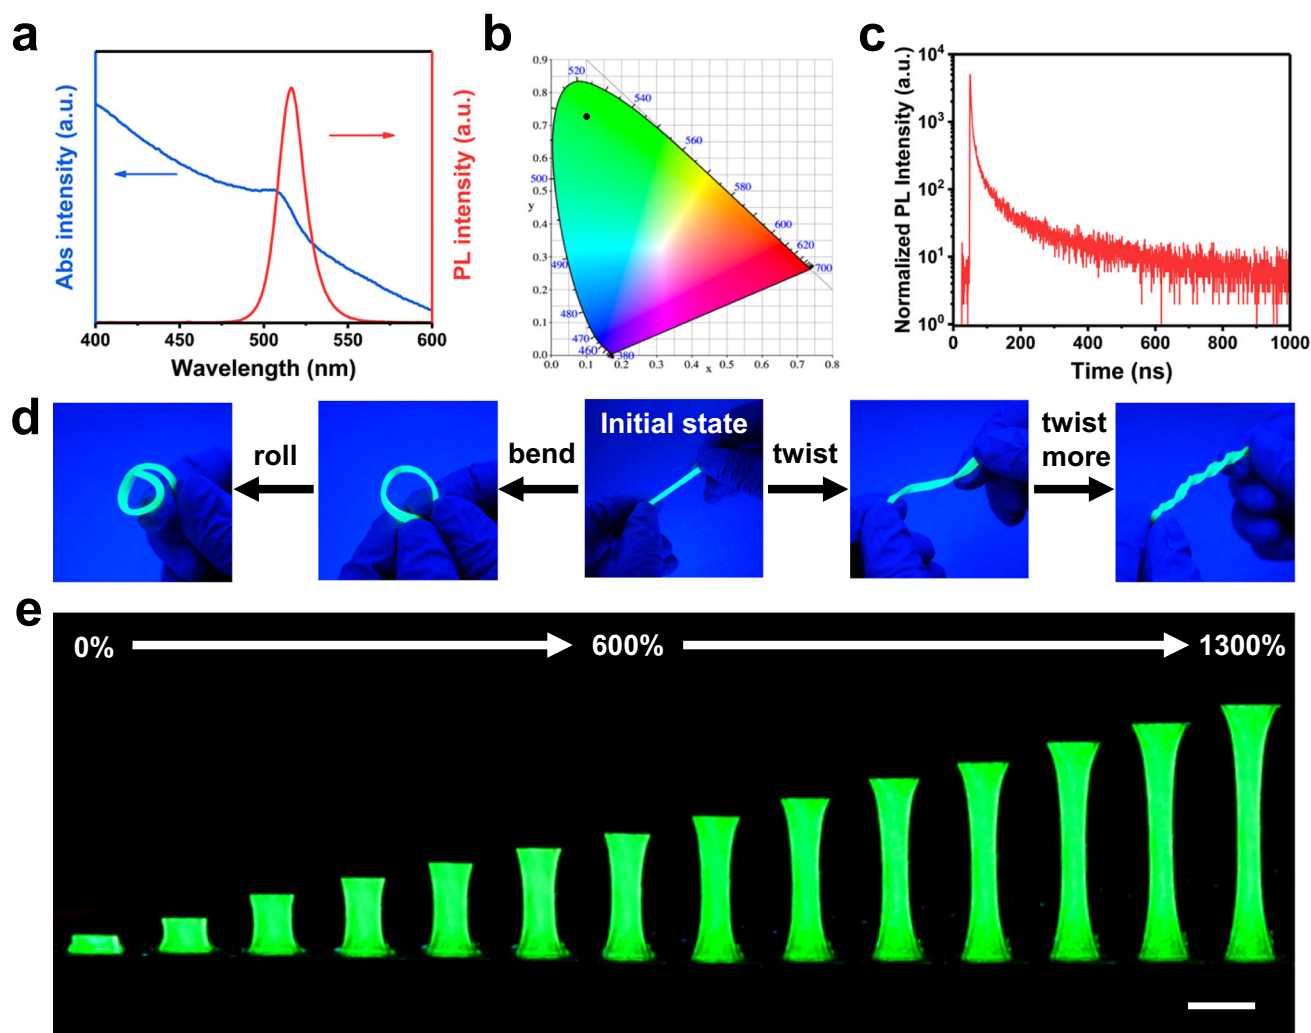 a
Abs intensity (a.u.)
PL intensity (a.u.)
400
450
500
550
600
Wavelength (nm)
b
0.9
0.8
0.7
0.6
0.5
y
0.4
0.3
0.2
0.1
0.0
0.0 0.1 0.2 0.3 0.4 0.5 0.6 0.7 0.8
x
520
540
560
580
600
620
700
500
490
480
470
460
380
c
Normalized PL Intensity (a.u.)
10⁴
10³
10²
10¹
10⁰
0 200 400 600 800 1000
Time (ns)
d
roll
bend
Initial state
twist
twist
more
e
0%
600%
1300%